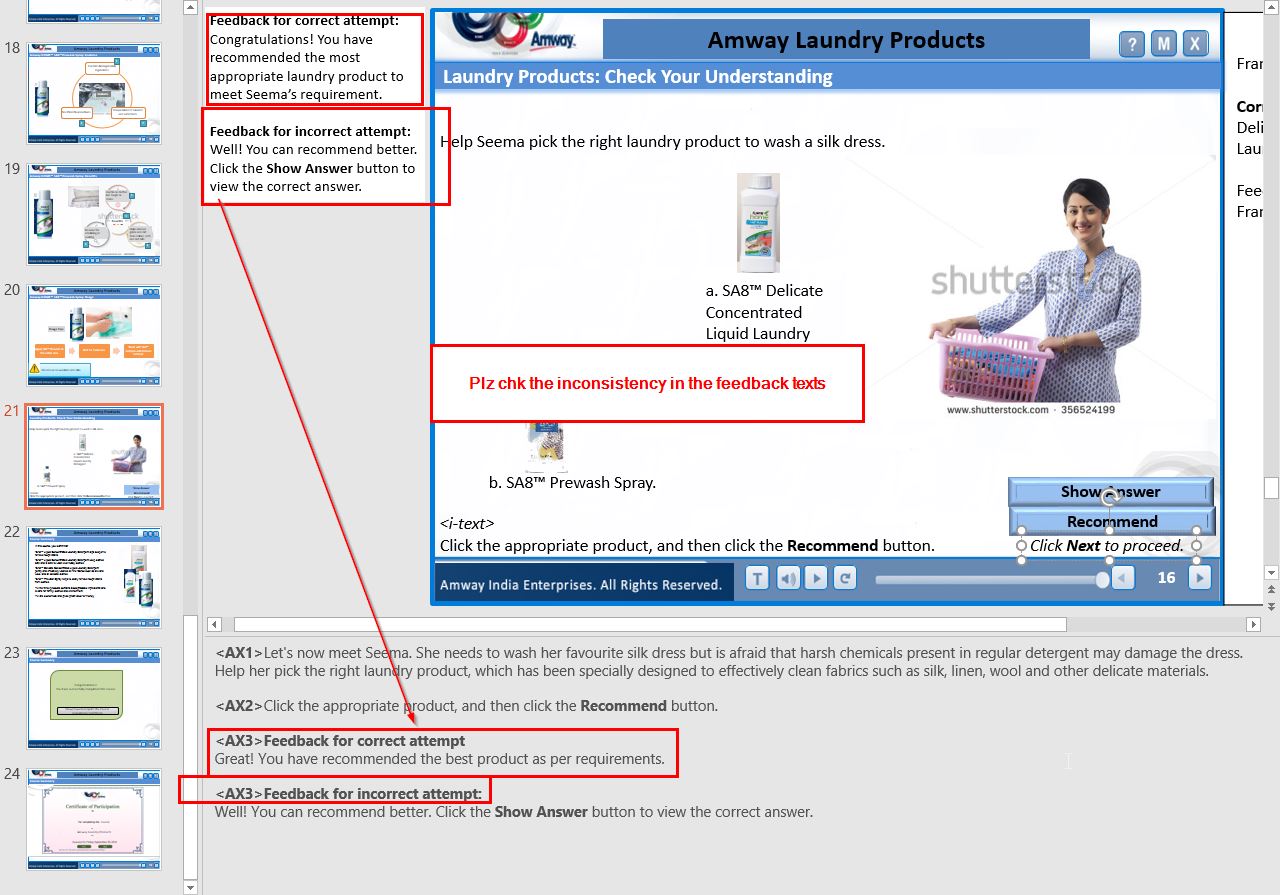 18
19
20
21
22
23
24
Feedback for correct attempt:
Congratulations! You have
recommended the most
appropriate laundry product to
meet Seema's requirement.
Feedback for incorrect attempt:
Well! You can recommend better.
Click the Show Answer button to
view the correct answer.
Amway
Amway Laundry Products
? M X
Laundry Products: Check Your Understanding
Help Seema pick the right laundry product to wash a silk dress.
a. SA8™ Delicate
Concentrated
Liquid Laundry
shutterstock
www.shutterstock.com · 356524199
Plz chk the inconsistency in the feedback texts
b. SA8™ Prewash Spray.
Show Answer
Recommend
<i-text>
Click the appropriate product, and then click the Recommend button.
Click Next to proceed.
Amway India Enterprises. All Rights Reserved.
T
16
<AX1>Let's now meet Seema. She needs to wash her favourite silk dress but is afraid that harsh chemicals present in regular detergent may damage the dress.
Help her pick the right laundry product, which has been specially designed to effectively clean fabrics such as silk, linen, wool and other delicate materials.
<AX2>Click the appropriate product, and then click the Recommend button.
<AX3>Feedback for correct attempt
Great! You have recommended the best product as per requirements.
<AX3>Feedback for incorrect attempt:
Well! You can recommend better. Click the Show Answer button to view the correct answer.